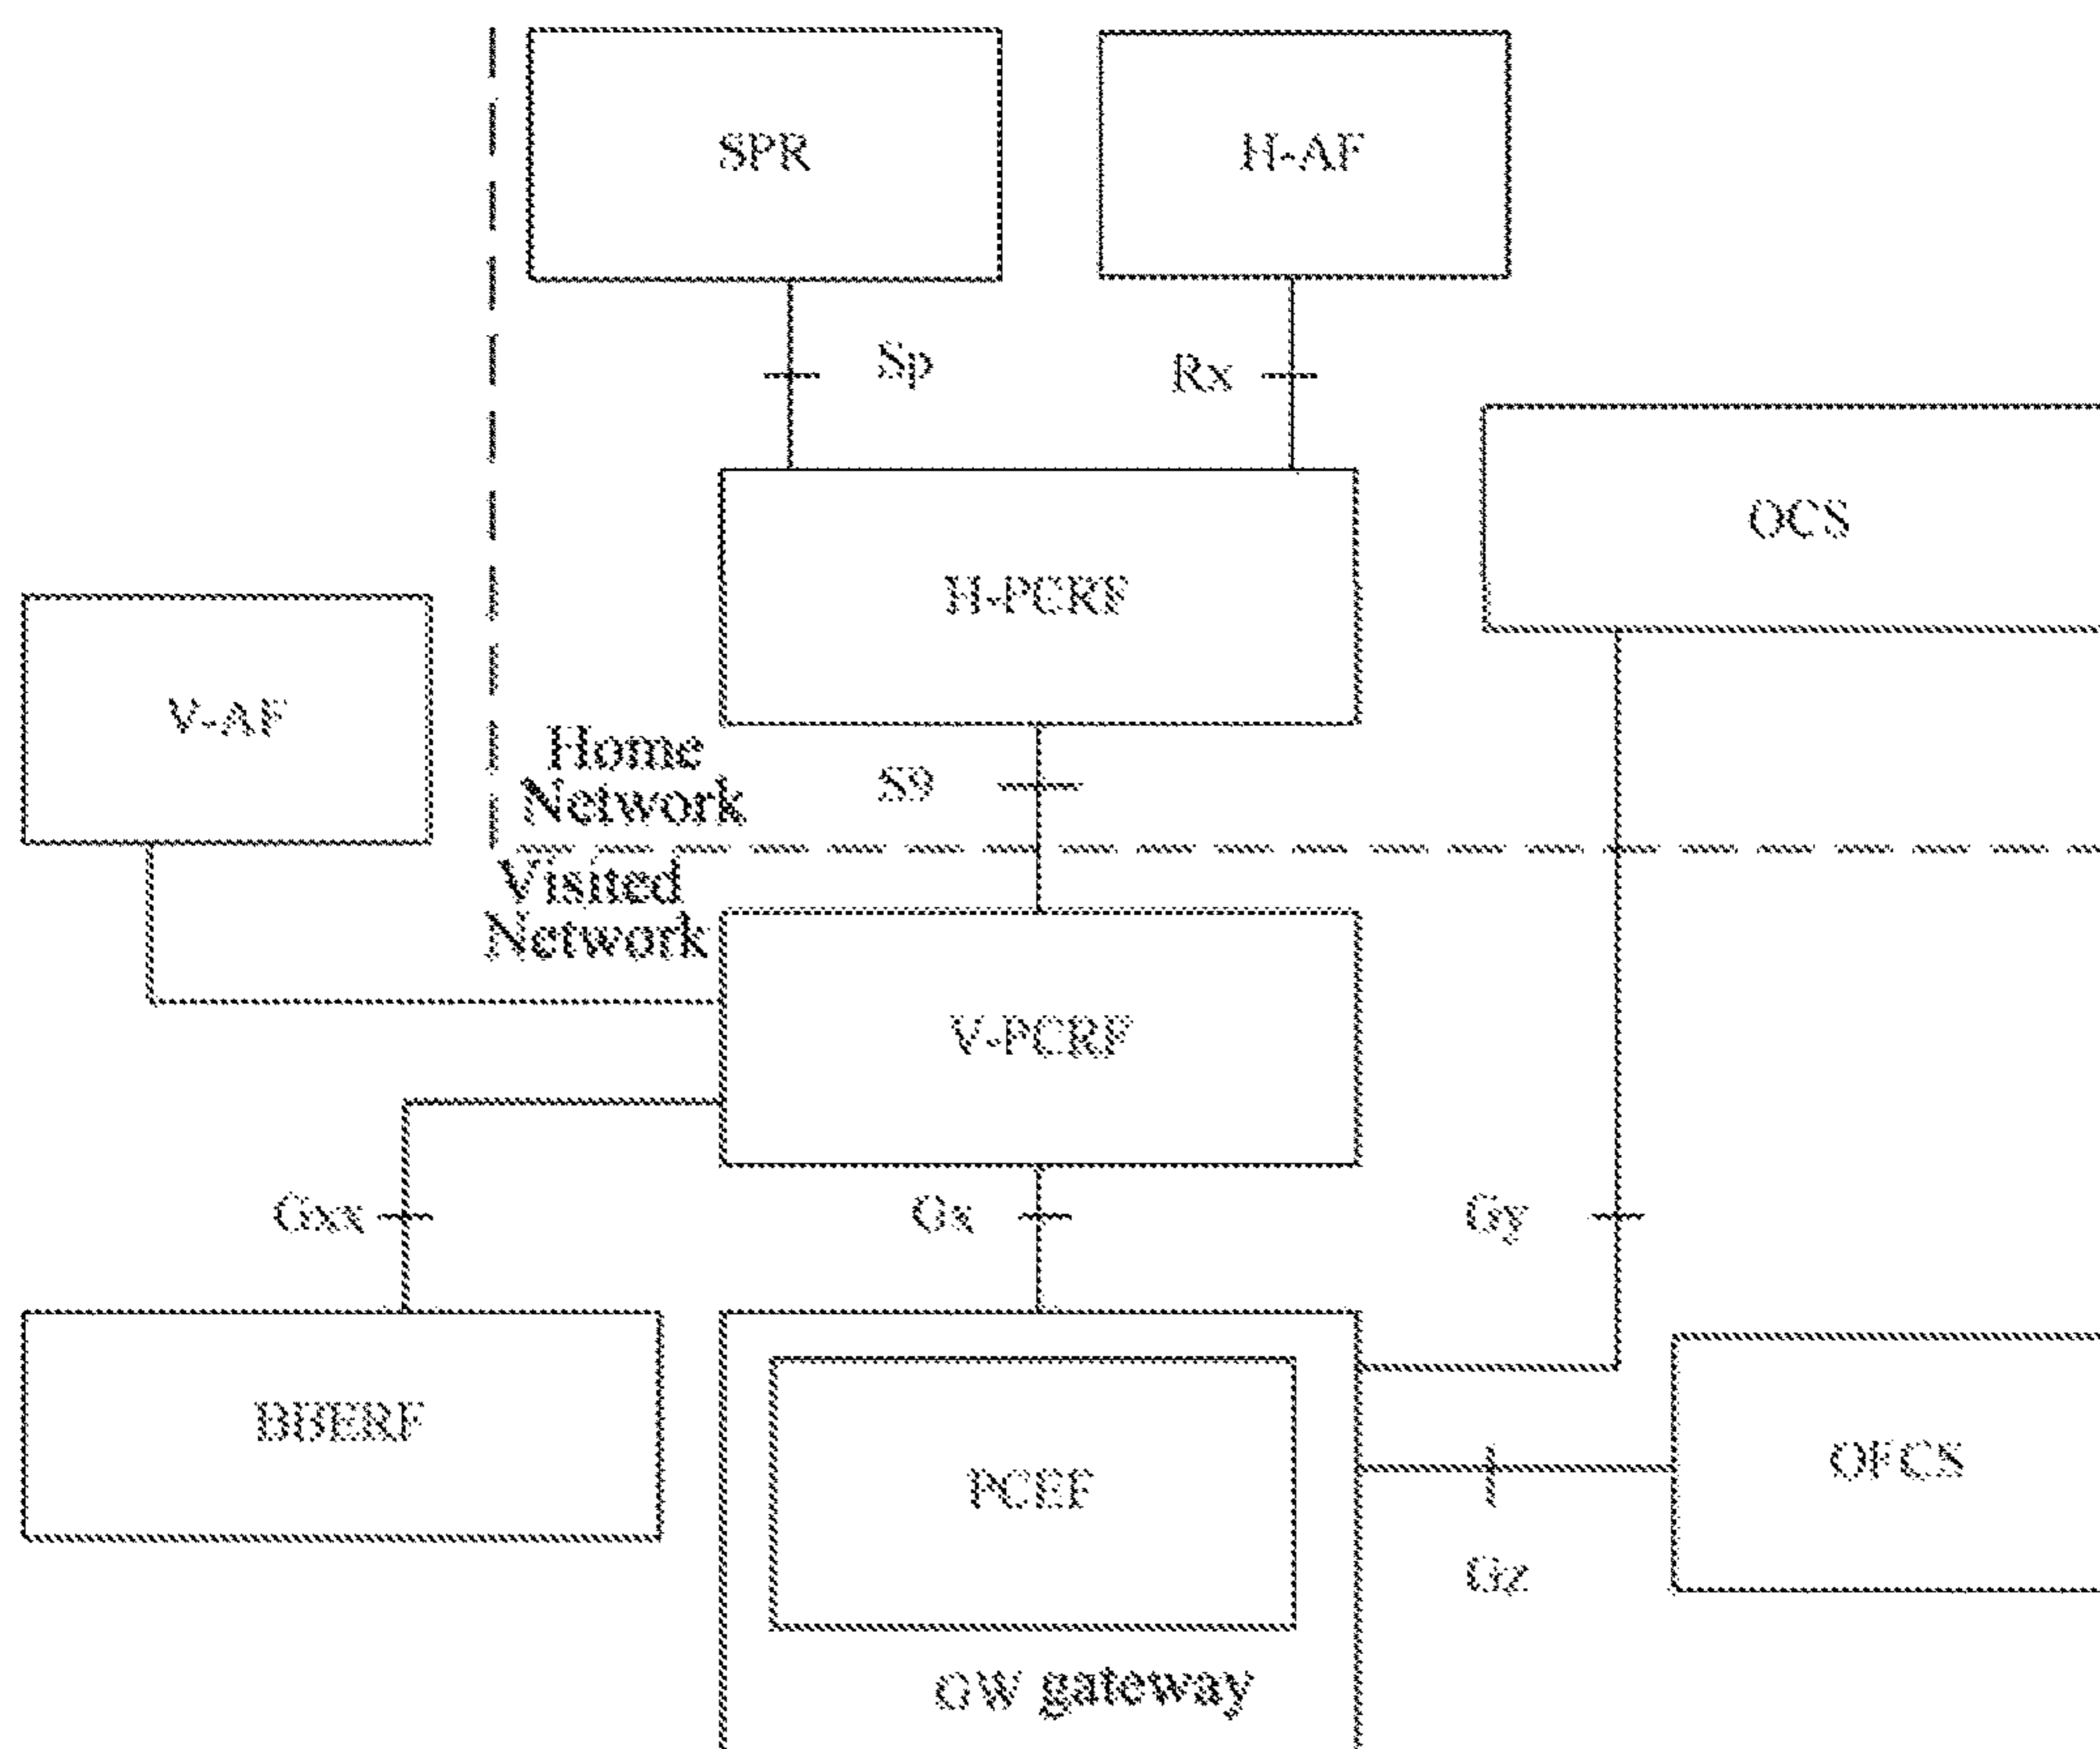 SPR
H-AF
Sp
Rx
OCS
H-PCRF
V-AF
Home
Network
S9
Visited
Network
V-PCRF
Gxx
Gx
Gy
BBERF
PCEF
OFCS
Gz
GW gateway